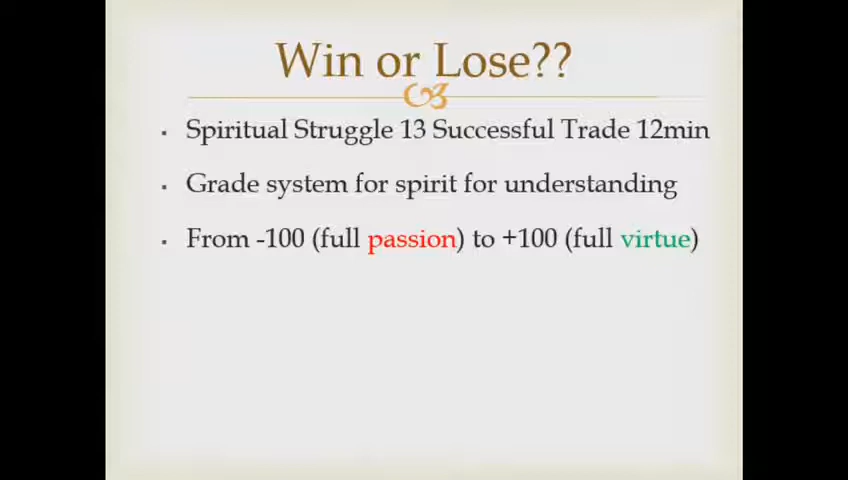 Win or Lose??
Spiritual Struggle 13 Successful Trade 12min
Grade system for spirit for understanding
From -100 (full passion) to +100 (full virtue)